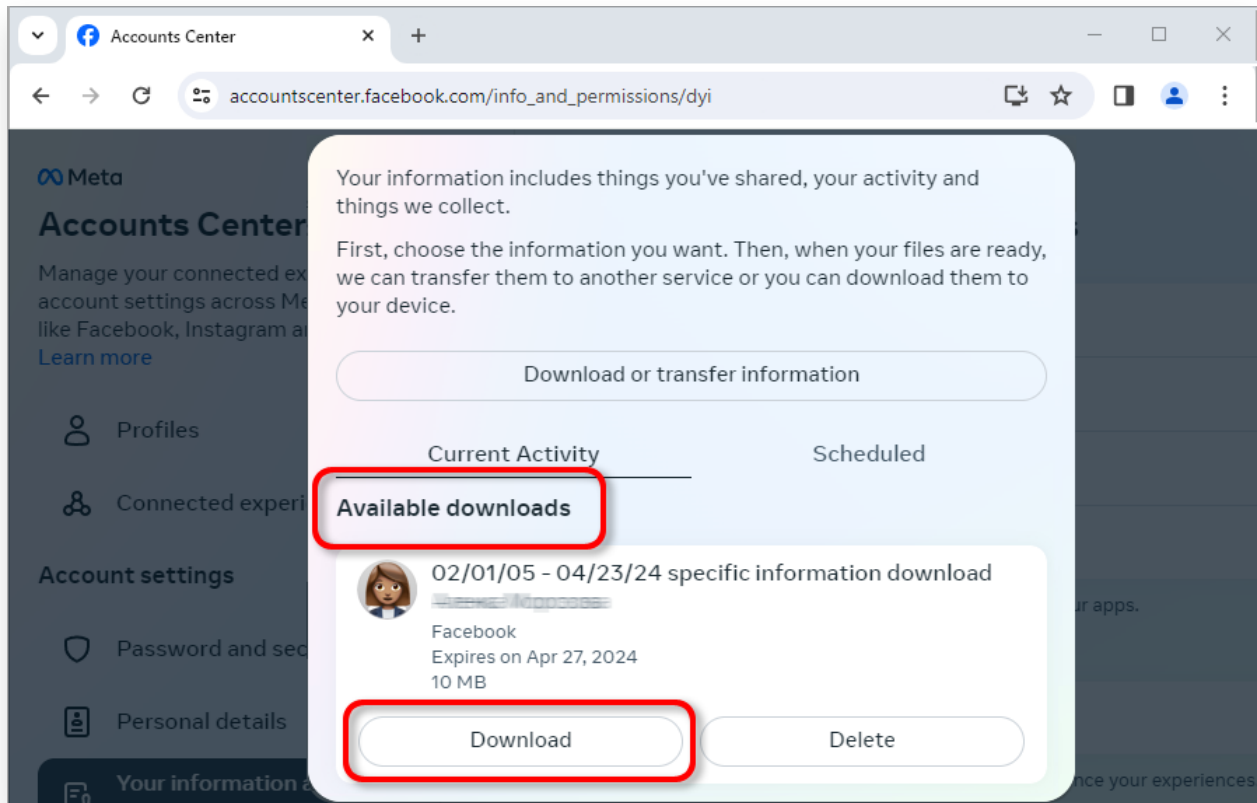 Accounts Center
accountscenter.facebook.com/info_and_permissions/dyi
Meta
Accounts Center
Manage your connected ex
account settings across Me
like Facebook, Instagram a
Learn more
Profiles
Connected experi
Account settings
Password and sec
Personal details
Your information a
Your information includes things you've shared, your activity and
things we collect.
First, choose the information you want. Then, when your files are ready,
we can transfer them to another service or you can download them to
your device.
Download or transfer information
Current Activity
Scheduled
Available downloads
02/01/05 - 04/23/24 specific information download
Facebook
Expires on Apr 27, 2024
10 MB
Download
Delete
ur apps.
nce your experiences